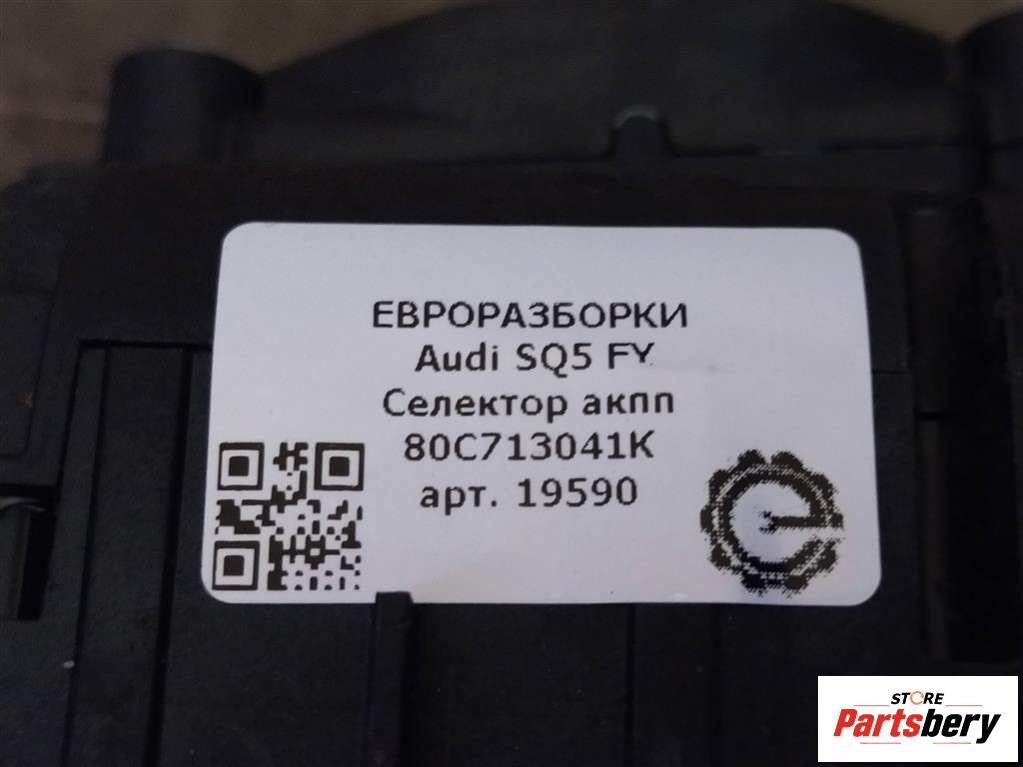 ЕВРОРАЗБОРКИ
Audi SQ5 FY
Селектор акпп
80C713041K
арт. 19590
STORE
Partsbery